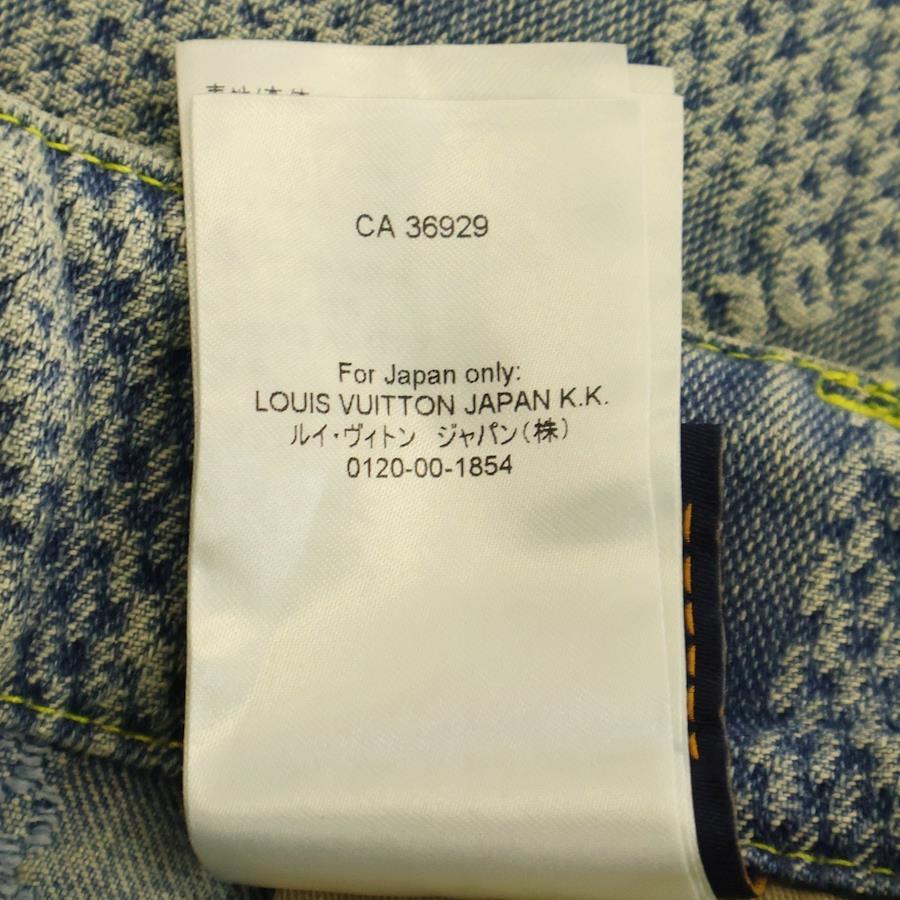 CA 36929
For Japan only:
LOUIS VUITTON JAPAN K.K.
ルイ・ヴィトン ジャパン(株)
0120-00-1854